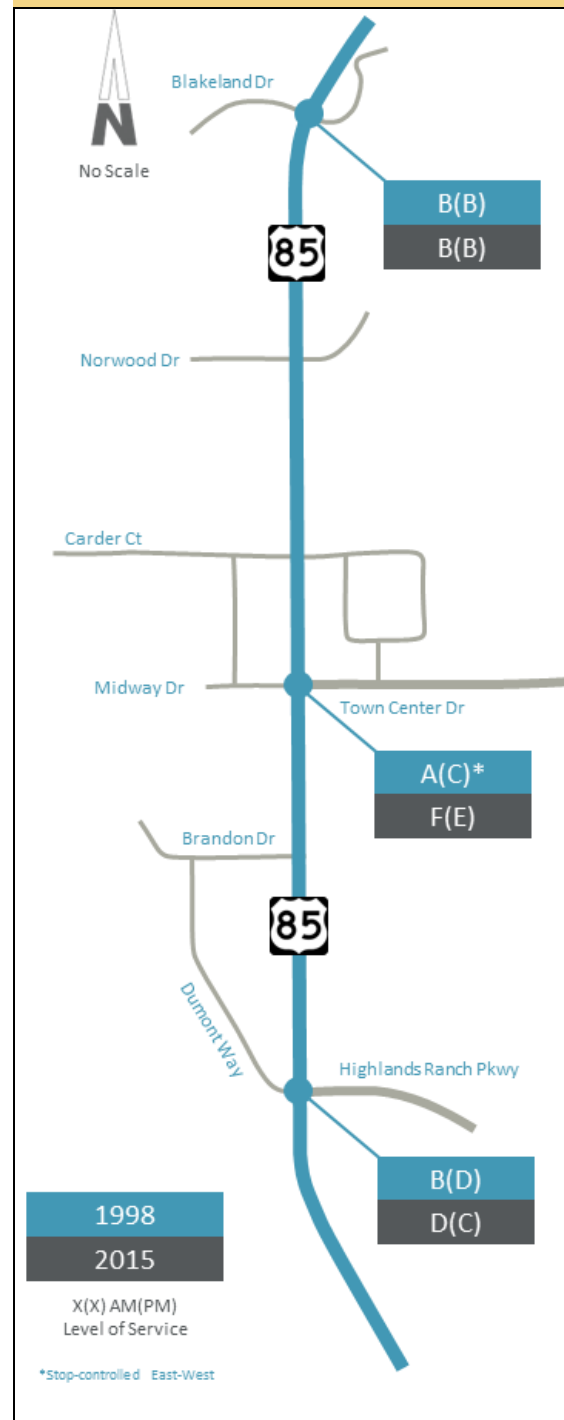 Blakeland Dr
N
No Scale
B(B)
B(B)
85
Norwood Dr
Carder Ct
Midway Dr
Town Center Dr
A(C)*
F(E)
Brandon Dr
85
Dumont Way
Highlands Ranch Pkwy
B(D)
D(C)
1998
2015
X(X) AM(PM)
Level of Service
*Stop-controlled East-West